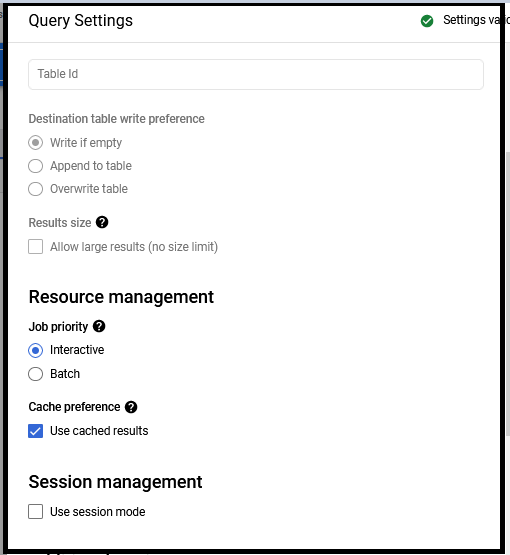 Query Settings
Settings valid
Table Id
Destination table write preference
Write if empty
Append to table
Overwrite table
Results size
Allow large results (no size limit)
Resource management
Job priority
Interactive
Batch
Cache preference
Use cached results
Session management
Use session mode